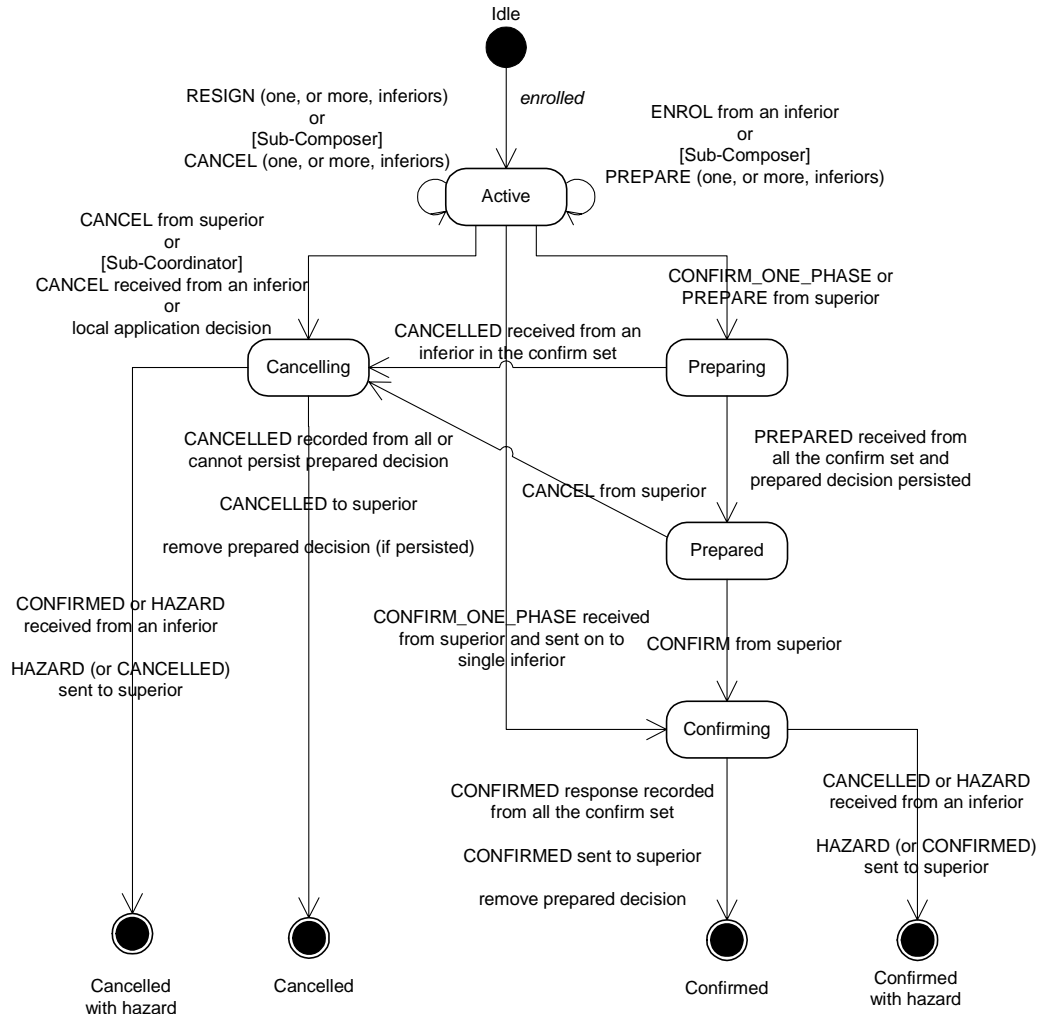 Idle
enrolled
RESIGN (one, or more, inferiors)
or
[Sub-Composer]
CANCEL (one, or more, inferiors)
ENROL from an inferior
or
[Sub-Composer]
PREPARE (one, or more, inferiors)
Active
CANCEL from superior
or
[Sub-Coordinator]
CANCEL received from an inferior
or
local application decision
CONFIRM_ONE_PHASE or
PREPARE from superior
CANCELLED received from an
inferior in the confirm set
Cancelling
Preparing
CANCELLED recorded from all or
cannot persist prepared decision
CANCELLED to superior
remove prepared decision (if persisted)
PREPARED received from
all the confirm set and
prepared decision persisted
CANCEL from superior
Prepared
CONFIRMED or HAZARD
received from an inferior
HAZARD (or CANCELLED)
sent to superior
CONFIRM_ONE_PHASE received
from superior and sent on to
single inferior
CONFIRM from superior
Confirming
CONFIRMED response recorded
from all the confirm set
CONFIRMED sent to superior
remove prepared decision
CANCELLED or HAZARD
received from an inferior
HAZARD (or CONFIRMED)
sent to superior
Cancelled
with hazard
Cancelled
Confirmed
Confirmed
with hazard